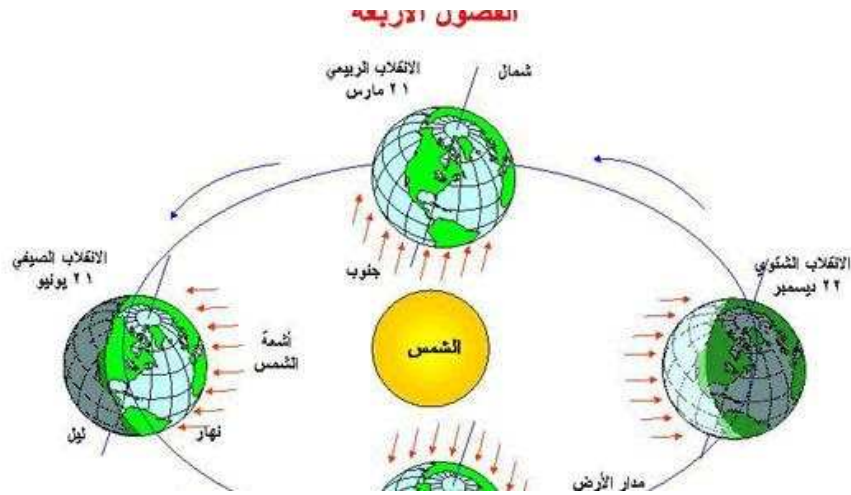 الفصول الأربعة
الانقلاب الربيعي
٢١ مارس
شمال
جنوب
الانقلاب الصيفي
٢١ يونيو
الانقلاب الشتوي
٢٢ ديسمبر
الشمس
أشعة
الشمس
نهار
ليل
مدار الأرض